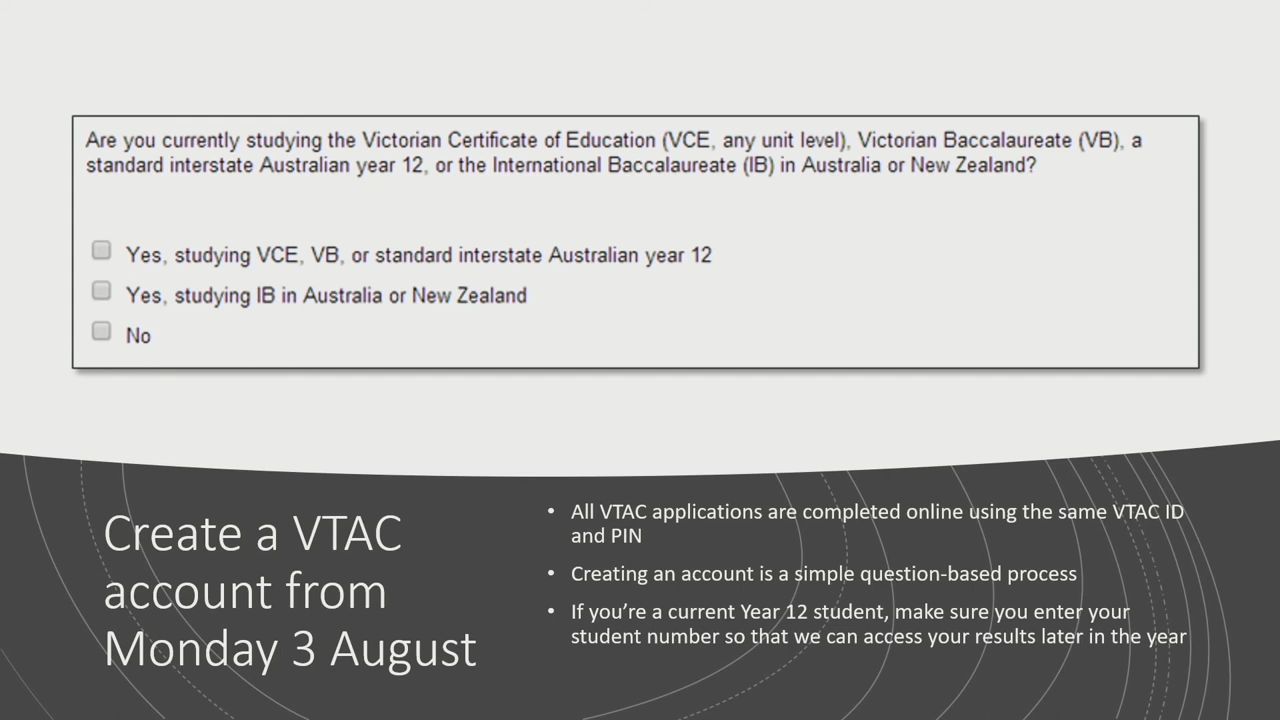 Are you currently studying the Victorian Certificate of Education (VCE, any unit level), Victorian Baccalaureate (VB), a
standard interstate Australian year 12, or the International Baccalaureate (IB) in Australia or New Zealand?
Yes, studying VCE, VB, or standard interstate Australian year 12
Yes, studying IB in Australia or New Zealand
No
Create a VTAC
account from
Monday 3 August
• All VTAC applications are completed online using the same VTAC ID
and PIN
• Creating an account is a simple question-based process
• If you’re a current Year 12 student, make sure you enter your
student number so that we can access your results later in the year